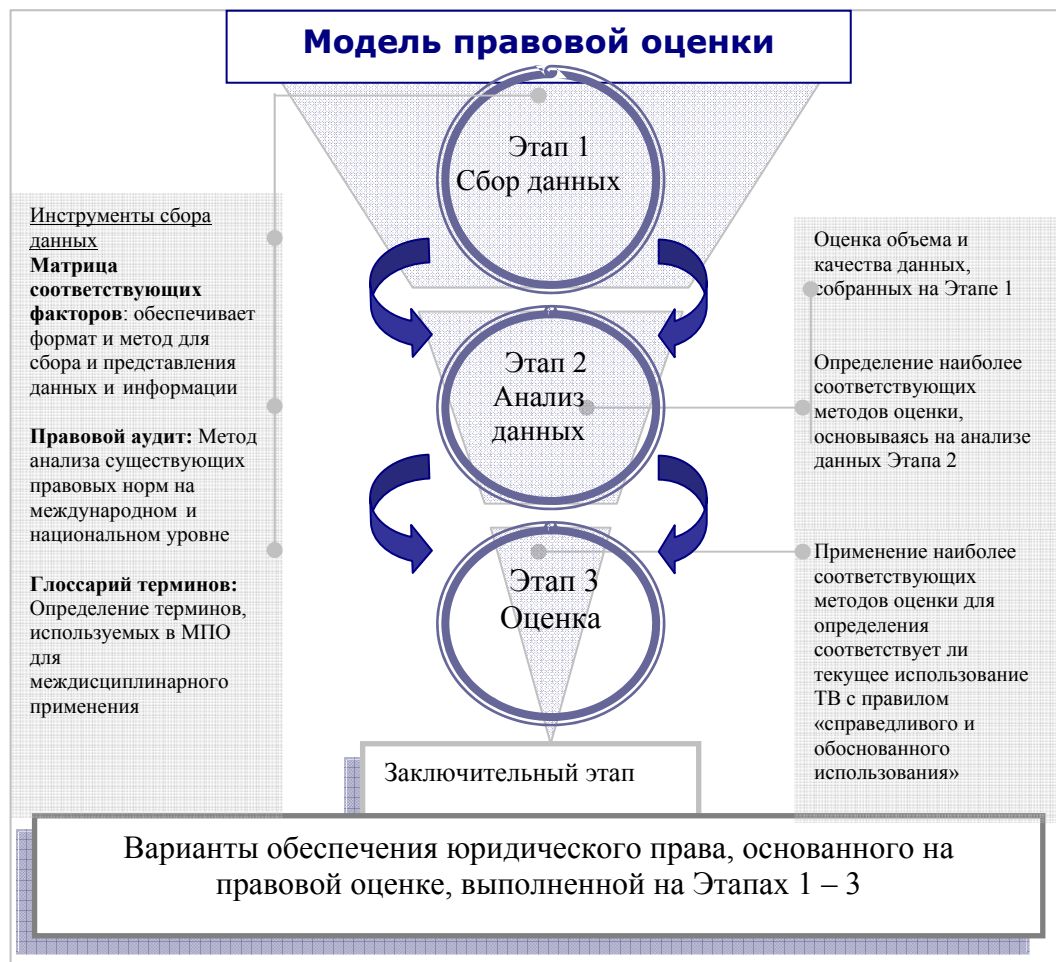 Модель правовой оценки
Этап 1
Сбор данных
Инструменты сбора
данных
Матрица
соответствующих
факторов: обеспечивает
формат и метод для
сбора и представления
данных и информации
Правовой аудит: Метод
анализа существующих
правовых норм на
международном и
национальном уровне
Глоссарий терминов:
Определение терминов,
используемых в МПО
для
междисциплинарного
применения
Этап 2
Анализ
данных
Этап 3
Оценка
Оценка объема и
качества данных,
собранных на Этапе 1
Определение наиболее
соответствующих
методов оценки,
основываясь на анализе
данных Этапа 2
Применение наиболее
соответствующих
методов оценки для
определения
соответствует ли
текущее использование
ТВ с правилом
«справедливого и
обоснованного
использования»
Заключительный этап
Варианты обеспечения юридического права, основанного на
правовой оценке, выполненной на Этапах 1 – 3